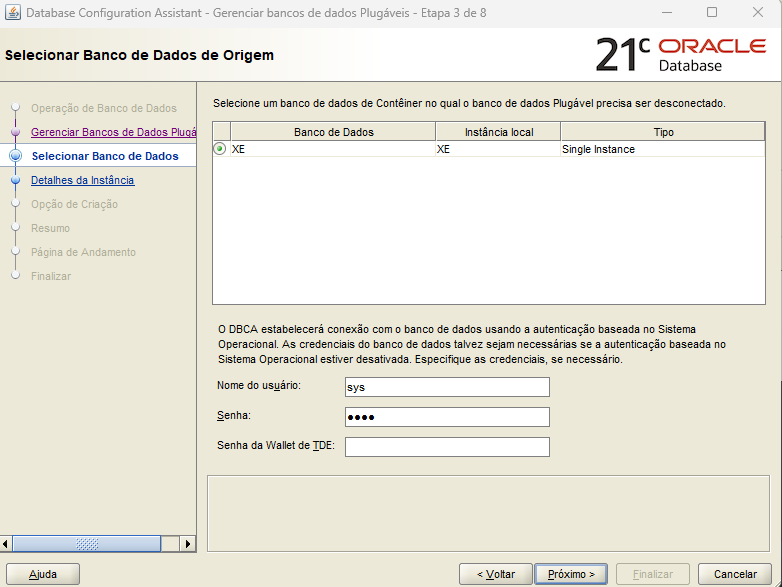 Database Configuration Assistant - Gerenciar bancos de dados Plugáveis - Etapa 3 de 8
Selecionar Banco de Dados de Origem
21c ORACLE
Database
Operação de Banco de Dados
Gerenciar Bancos de Dados Plugá
Selecionar Banco de Dados
Detalhes da Instância
Opção de Criação
Resumo
Página de Andamento
Finalizar
Selecione um banco de dados de Contêiner no qual o banco de dados Plugável precisa ser desconectado.
Banco de Dados Instância local Tipo
XE XE Single Instance
O DBCA estabelecerá conexão com o banco de dados usando a autenticação baseada no Sistema
Operacional. As credenciais do banco de dados talvez sejam necessárias se a autenticação baseada no
Sistema Operacional estiver desativada. Especifique as credenciais, se necessário.
Nome do usuário: sys
Senha: ••••
Senha da Wallet de TDE:
Ajuda < Voltar Próximo > Finalizar Cancelar